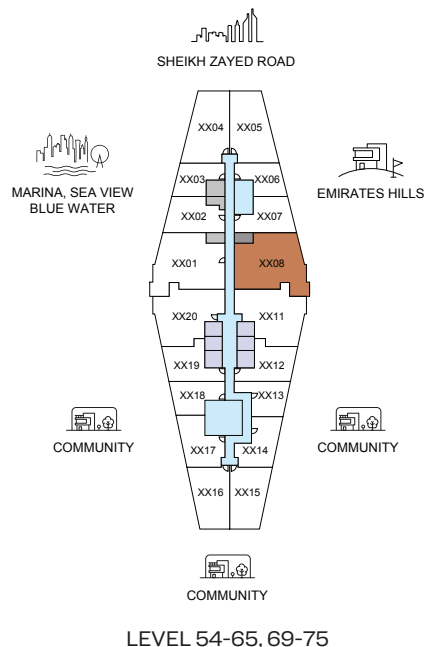 SHEIKH ZAYED ROAD
XX04 XX05
MARINA, SEA VIEW
BLUE WATER
XX03 XX06
EMIRATES HILLS
XX02 XX07
XX01 XX08
XX20 XX11
XX19 XX12
XX18 XX13
COMMUNITY
COMMUNITY
XX17 XX14
XX16 XX15
COMMUNITY
LEVEL 54-65, 69-75